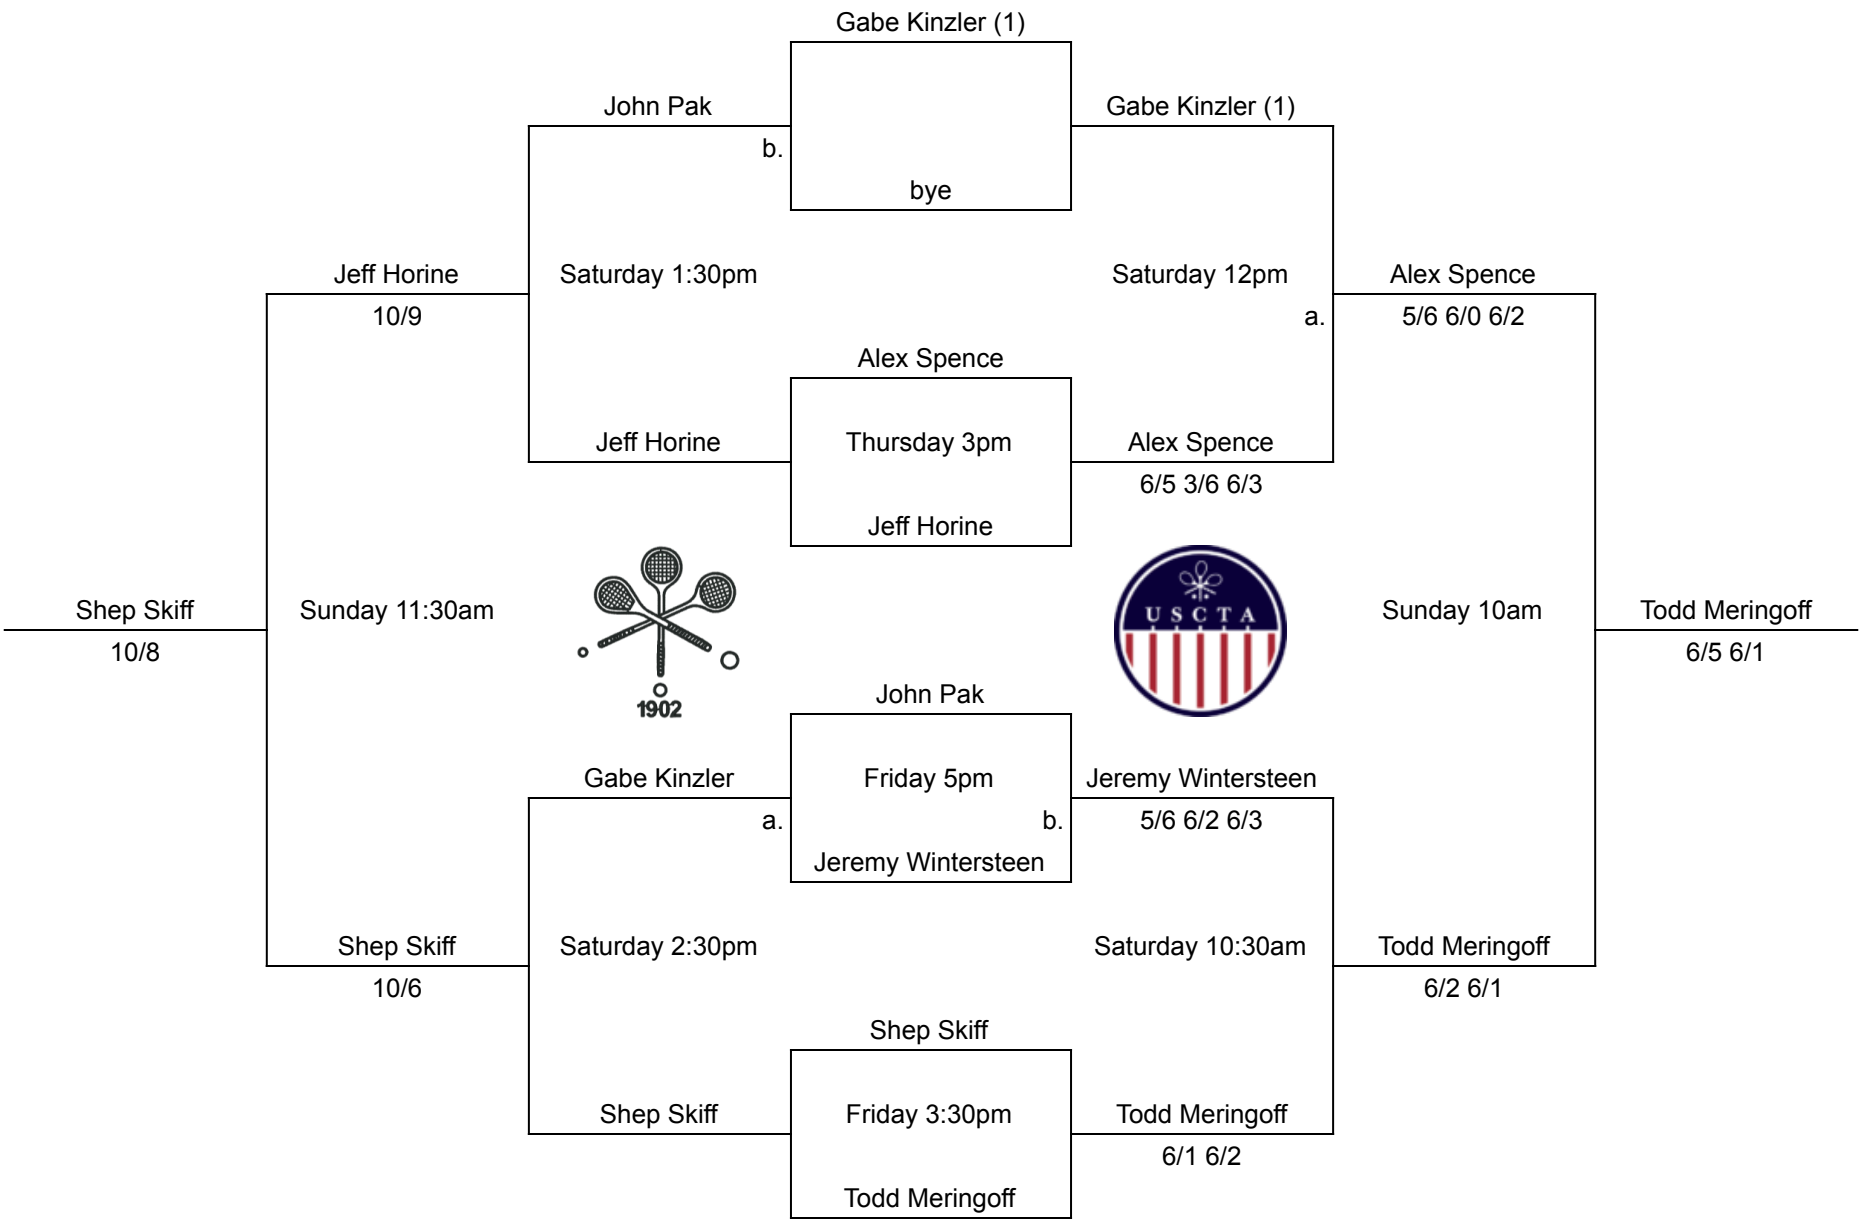 Gabe Kinzler (1)
John Pak
Gabe Kinzler (1)
b.
bye
Jeff Horine
Saturday 1:30pm
Saturday 12pm
Alex Spence
10/9
a.
5/6 6/0 6/2
Alex Spence
Jeff Horine
Thursday 3pm
Alex Spence
6/5 3/6 6/3
Jeff Horine
Shep Skiff
Sunday 11:30am
USCTA
Sunday 10am
Todd Meringoff
10/8
6/5 6/1
1902
John Pak
Gabe Kinzler
Friday 5pm
Jeremy Wintersteen
a.
b.
5/6 6/2 6/3
Jeremy Wintersteen
Shep Skiff
Saturday 2:30pm
Saturday 10:30am
Todd Meringoff
10/6
6/2 6/1
Shep Skiff
Shep Skiff
Friday 3:30pm
Todd Meringoff
6/1 6/2
Todd Meringoff